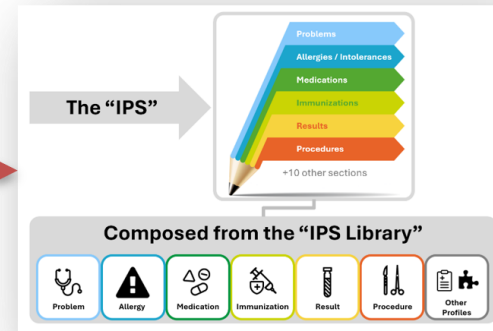 The “IPS”
Problems
Allergies / Intolerances
Medications
Immunizations
Results
Procedures
+10 other sections
Composed from the “IPS Library”
Problem
Allergy
Medication
Immunization
Result
Procedure
Other
Profiles